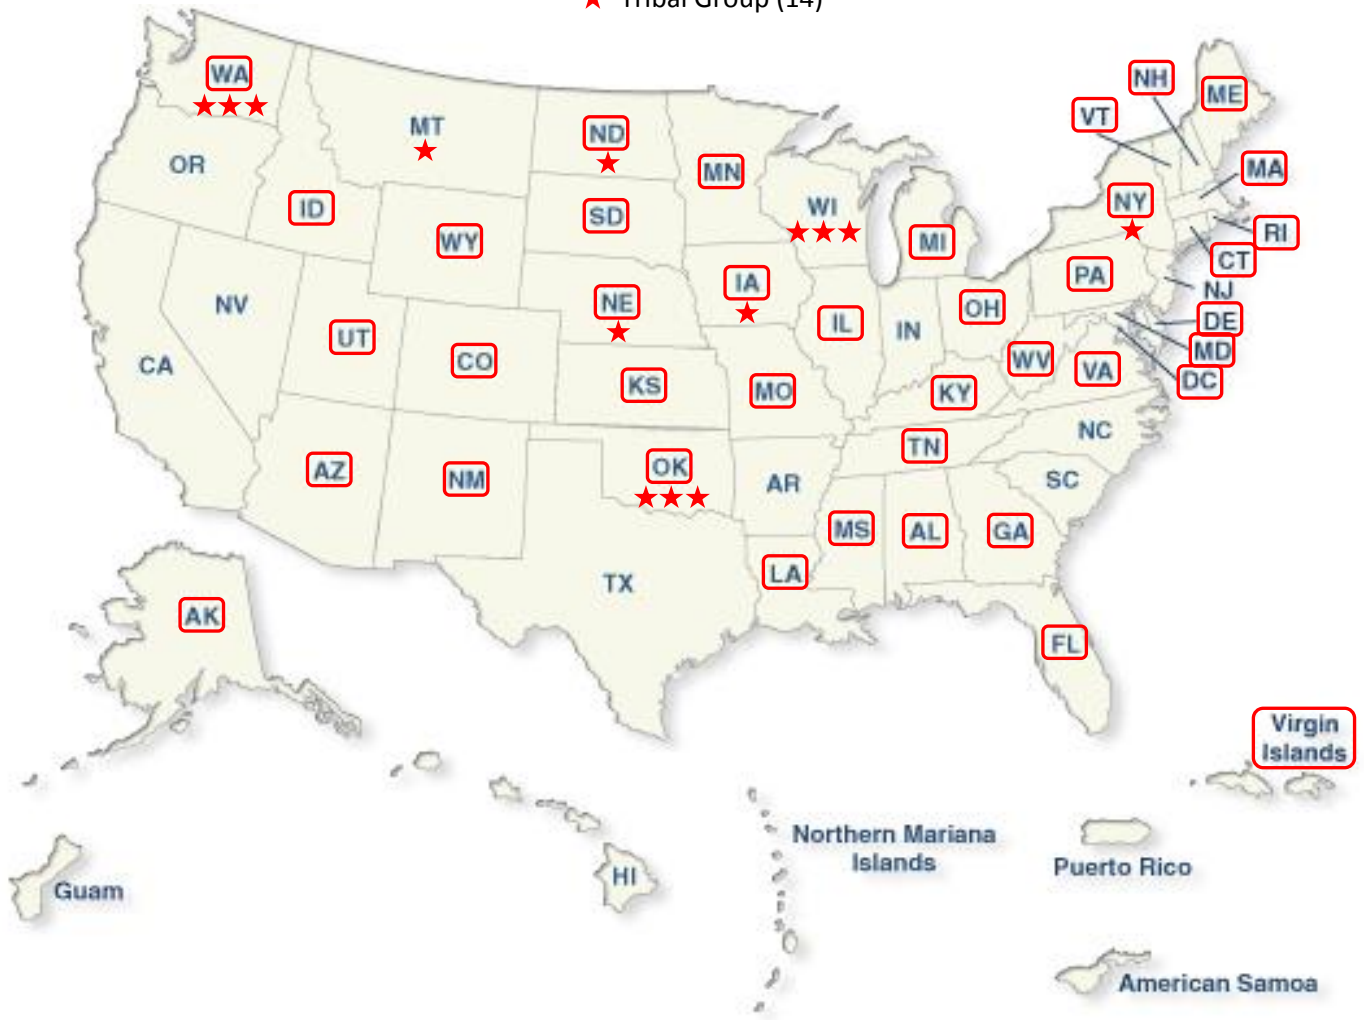 ★ Tribal Group (14)
WA
MT
ND
MN
OR
ID
WY
SD
WI
MI
NH
ME
VT
MA
NY
RI
CT
PA
NJ
DE
MD
DC
NV
UT
CO
NE
IA
IL
IN
OH
WV
VA
CA
KS
MO
KY
AZ
NM
OK
AR
TN
NC
SC
MS
AL
GA
TX
LA
AK
FL
Virgin
Islands
Guam
HI
Northern Mariana
Islands
Puerto Rico
American Samoa